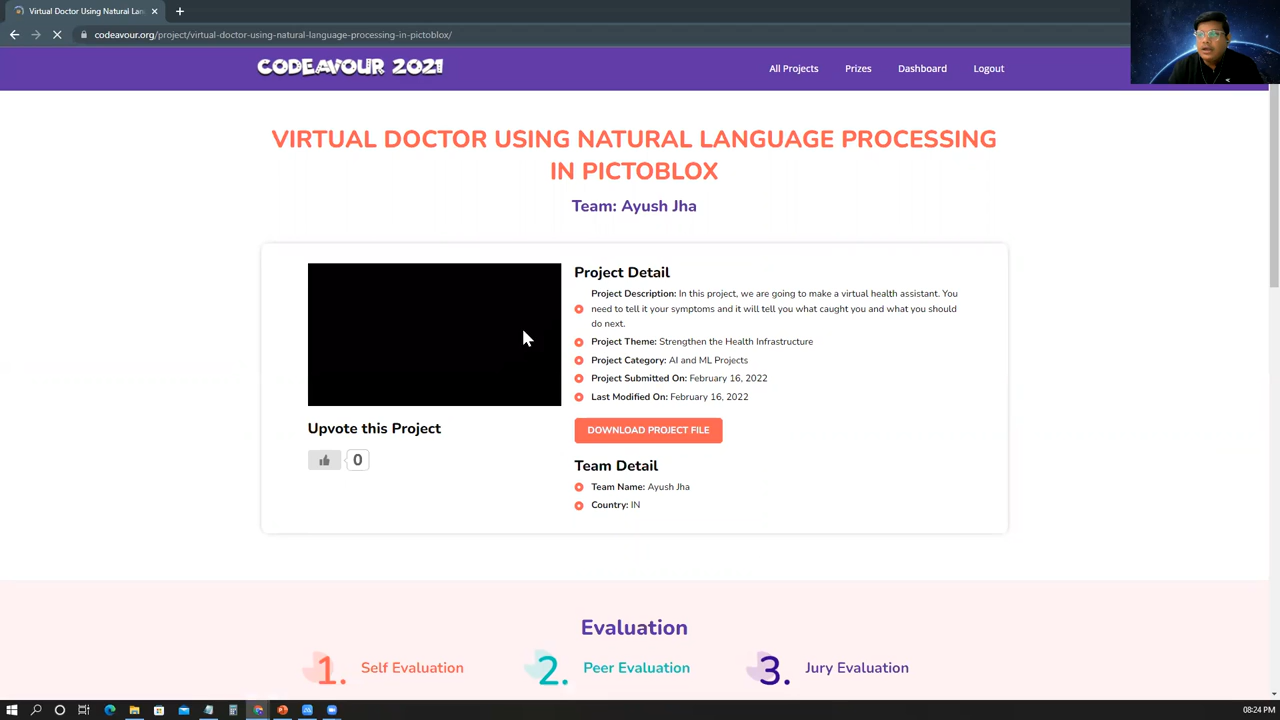 Virtual Doctor Using Natural Lan
codeavour.org/project/virtual-doctor-using-natural-language-processing-in-pictoblox/
CODEAVOUR 2021
All Projects
Prizes
Dashboard
Logout
VIRTUAL DOCTOR USING NATURAL LANGUAGE PROCESSING
IN PICTOBLOX
Team: Ayush Jha
Project Detail
Project Description: In this project, we are going to make a virtual health assistant. You
need to tell it your symptoms and it will tell you what caught you and what you should
do next.
Project Theme: Strengthen the Health Infrastructure
Project Category: AI and ML Projects
Project Submitted On: February 16, 2022
Last Modified On: February 16, 2022
DOWNLOAD PROJECT FILE
Upvote this Project
0
Team Detail
Team Name: Ayush Jha
Country: IN
Evaluation
1. Self Evaluation
2. Peer Evaluation
3. Jury Evaluation
08:24 PM